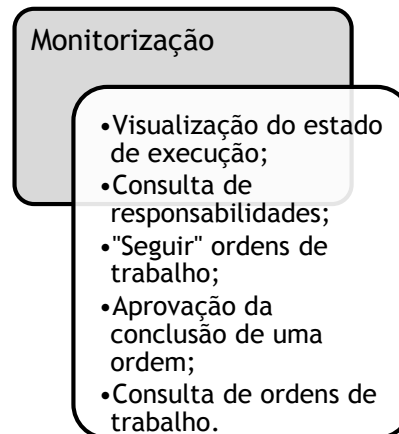 Monitorização
•Visualização do estado
de execução;
•Consulta de
responsabilidades;
•"Seguir" ordens de
trabalho;
•Aprovação da
conclusão de uma
ordem;
•Consulta de ordens de
trabalho.